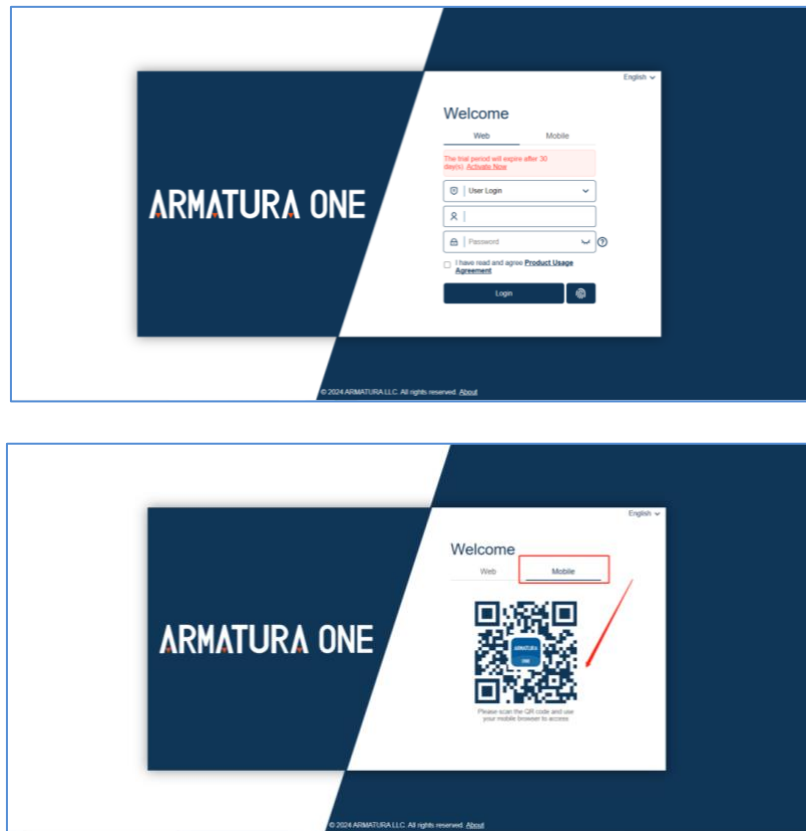 English
Welcome
Web Mobile
The trial period will expire after 30
day(s). Activate Now
ARMATURA ONE
User Login
Password
I have read and agree Product Usage
Agreement
Login
© 2024 ARMATURA LLC. All rights reserved. About
English
Welcome
Web Mobile
ARMATURA ONE
ARMATURA
ONE
Please scan the QR code and use
your mobile browser to access
© 2024 ARMATURA LLC. All rights reserved. About